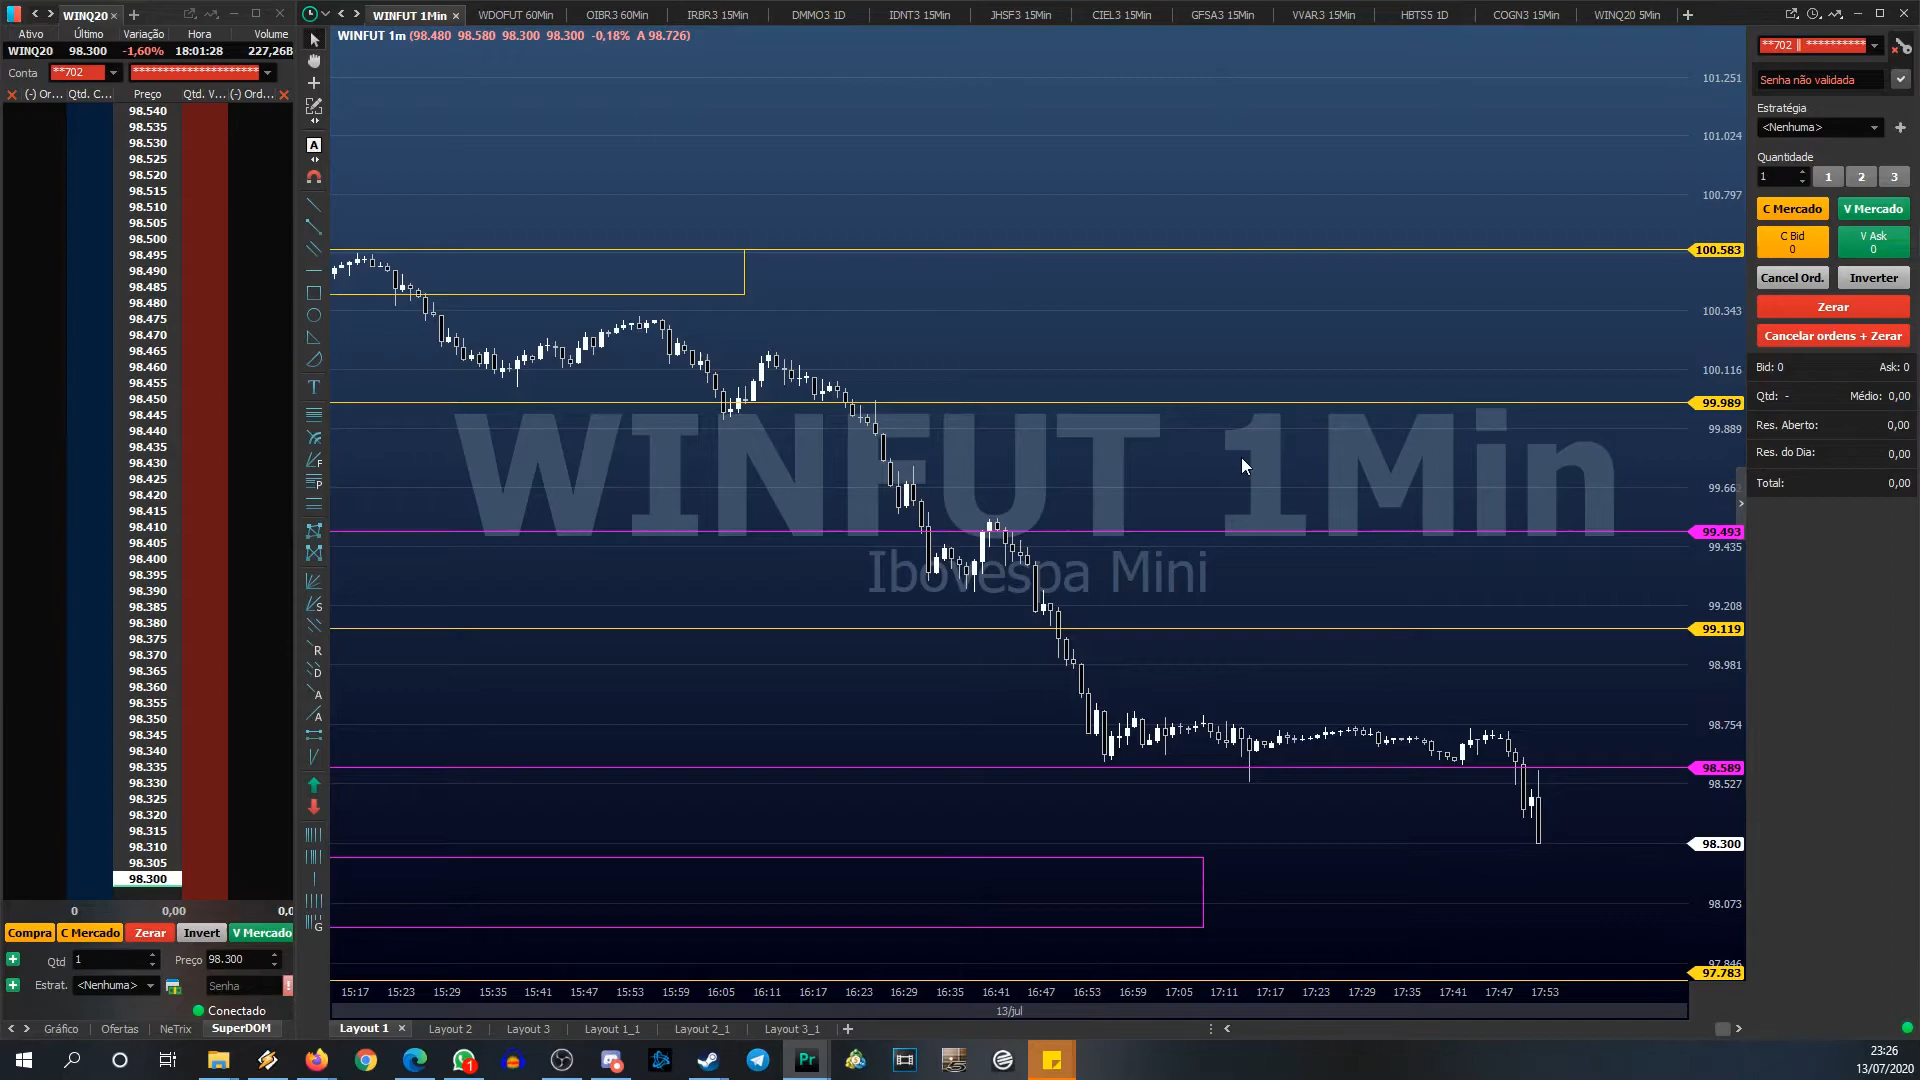 WINQ20
WINFUT 1Min
WDOFUT 60Min
OIBR3 60Min
IRBR3 15Min
DMMO3 1D
IDNT3 15Min
JHSF3 15Min
CIEL3 15Min
GFSA3 15Min
VVAR3 15Min
HBTS5 1D
COGN3 15Min
WINQ20 5Min
Ativo Último Variação Hora Volume
WINQ20 98.300 -1,60% 18:01:28 227,26B
Conta **702 **********************
(-) Or... Qtd. C... Preço Qtd. V... (-) Ord...
98.540
98.535
98.530
98.525
98.520
98.515
98.510
98.505
98.500
98.495
98.490
98.485
98.480
98.475
98.470
98.465
98.460
98.455
98.450
98.445
98.440
98.435
98.430
98.425
98.420
98.415
98.410
98.405
98.400
98.395
98.390
98.385
98.380
98.375
98.370
98.365
98.360
98.355
98.350
98.345
98.340
98.335
98.330
98.325
98.320
98.315
98.310
98.305
98.300
0 0,00 0,0
Compra C Mercado Zerar Invert V Mercado
Qtd 1 Preço 98.300
Estrat. <Nenhuma> Senha
Conectado
Gráfico Ofertas NeTrix SuperDOM
WINFUT 1m (98.480 98.580 98.300 98.300 -0,18% A 98.726)
WINFUT 1Min
Ibovespa Mini
101.251
101.024
100.797
100.583
100.343
100.116
99.989
99.889
99.662
99.493
99.435
99.208
99.119
98.981
98.754
98.589
98.527
98.300
98.073
97.846
97.783
15:17 15:23 15:29 15:35 15:41 15:47 15:53 15:59 16:05 16:11 16:17 16:23 16:29 16:35 16:41 16:47 16:53 16:59 17:05 17:11 17:17 17:23 17:29 17:35 17:41 17:47 17:53
13/jul
Layout 1 Layout 2 Layout 3 Layout 1_1 Layout 2_1 Layout 3_1
**702 || **********
Senha não validada
Estratégia
<Nenhuma>
Quantidade
1 1 2 3
C Mercado V Mercado
C Bid V Ask
0 0
Cancel Ord. Inverter
Zerar
Cancelar ordens + Zerar
Bid: 0 Ask: 0
Qtd: - Médio: 0,00
Res. Aberto: 0,00
Res. do Dia: 0,00
Total: 0,00
23:26
13/07/2020